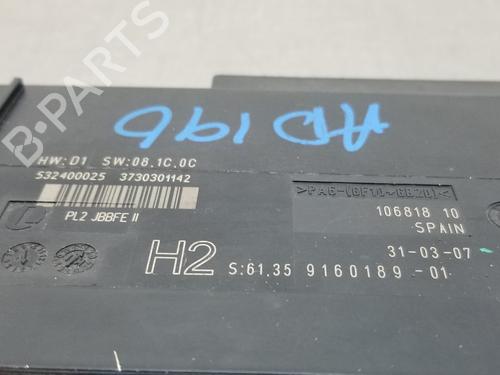 AD 196
HW:D1 SW:08.1C.0C
532400025 3730301142
PL2 JBBFE II
>PA6-(GF10+GB20)<
106818 10
SPAIN
31-03-07
H2 S:61.35 9160189-01
B-Parts